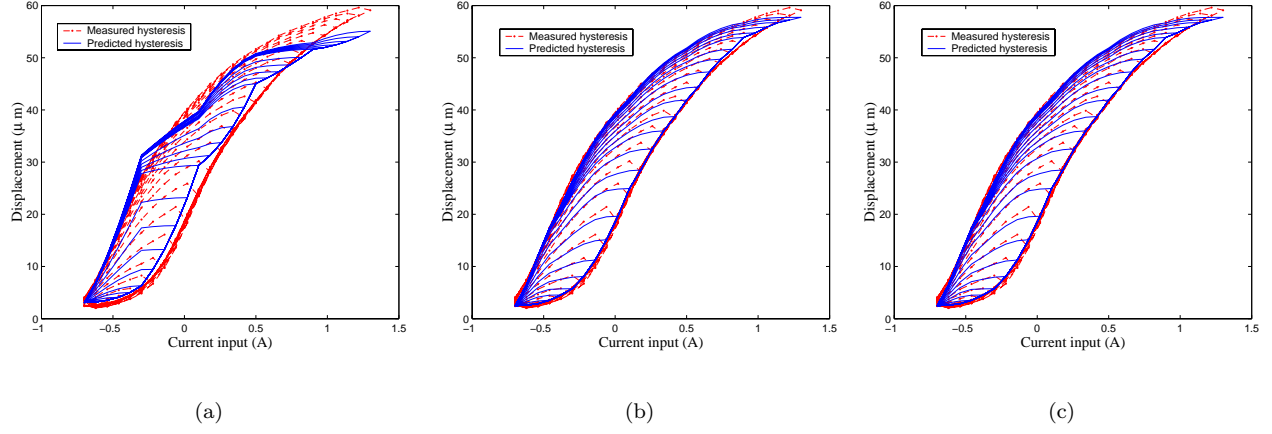 60
50
40
30
20
10
0
Displacement (μ m)
Measured hysteresis
Predicted hysteresis
−1 −0.5 0 0.5 1 1.5
Current input (A)
(a)
60
50
40
30
20
10
0
Displacement (μ m)
Measured hysteresis
Predicted hysteresis
−1 −0.5 0 0.5 1 1.5
Current input (A)
(b)
60
50
40
30
20
10
0
Displacement (μ m)
Measured hysteresis
Predicted hysteresis
−1 −0.5 0 0.5 1 1.5
Current input (A)
(c)